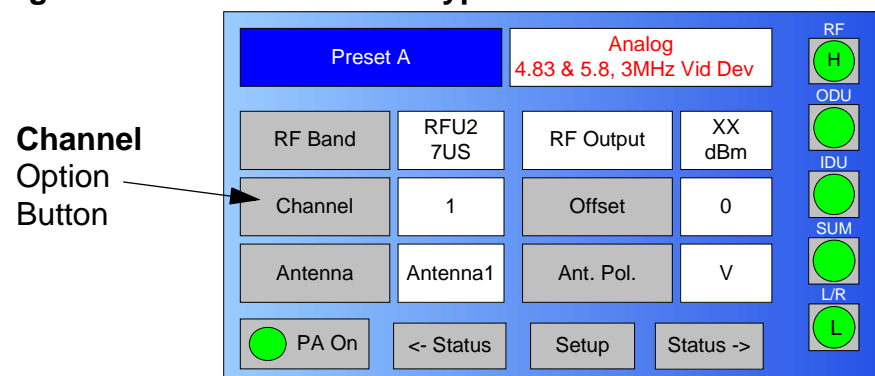 Preset A
Analog
4.83 & 5.8, 3MHz Vid Dev
RF
H
ODU
Channel
Option
Button
RF Band
RFU2
7US
RF Output
XX
dBm
IDU
Channel
1
Offset
0
SUM
Antenna
Antenna1
Ant. Pol.
V
L/R
L
PA On
<- Status
Setup
Status ->